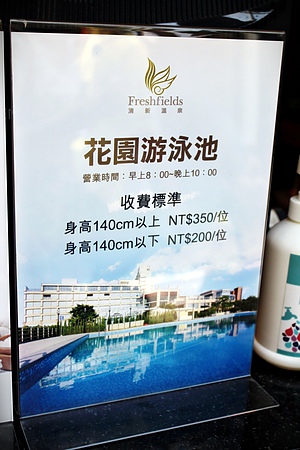 Freshfields
清新溫泉
花園游泳池
營業時間：早上8：00~晚上10：00
收費標準
身高140cm以上 NT$350/位
身高140cm以下 NT$200/位